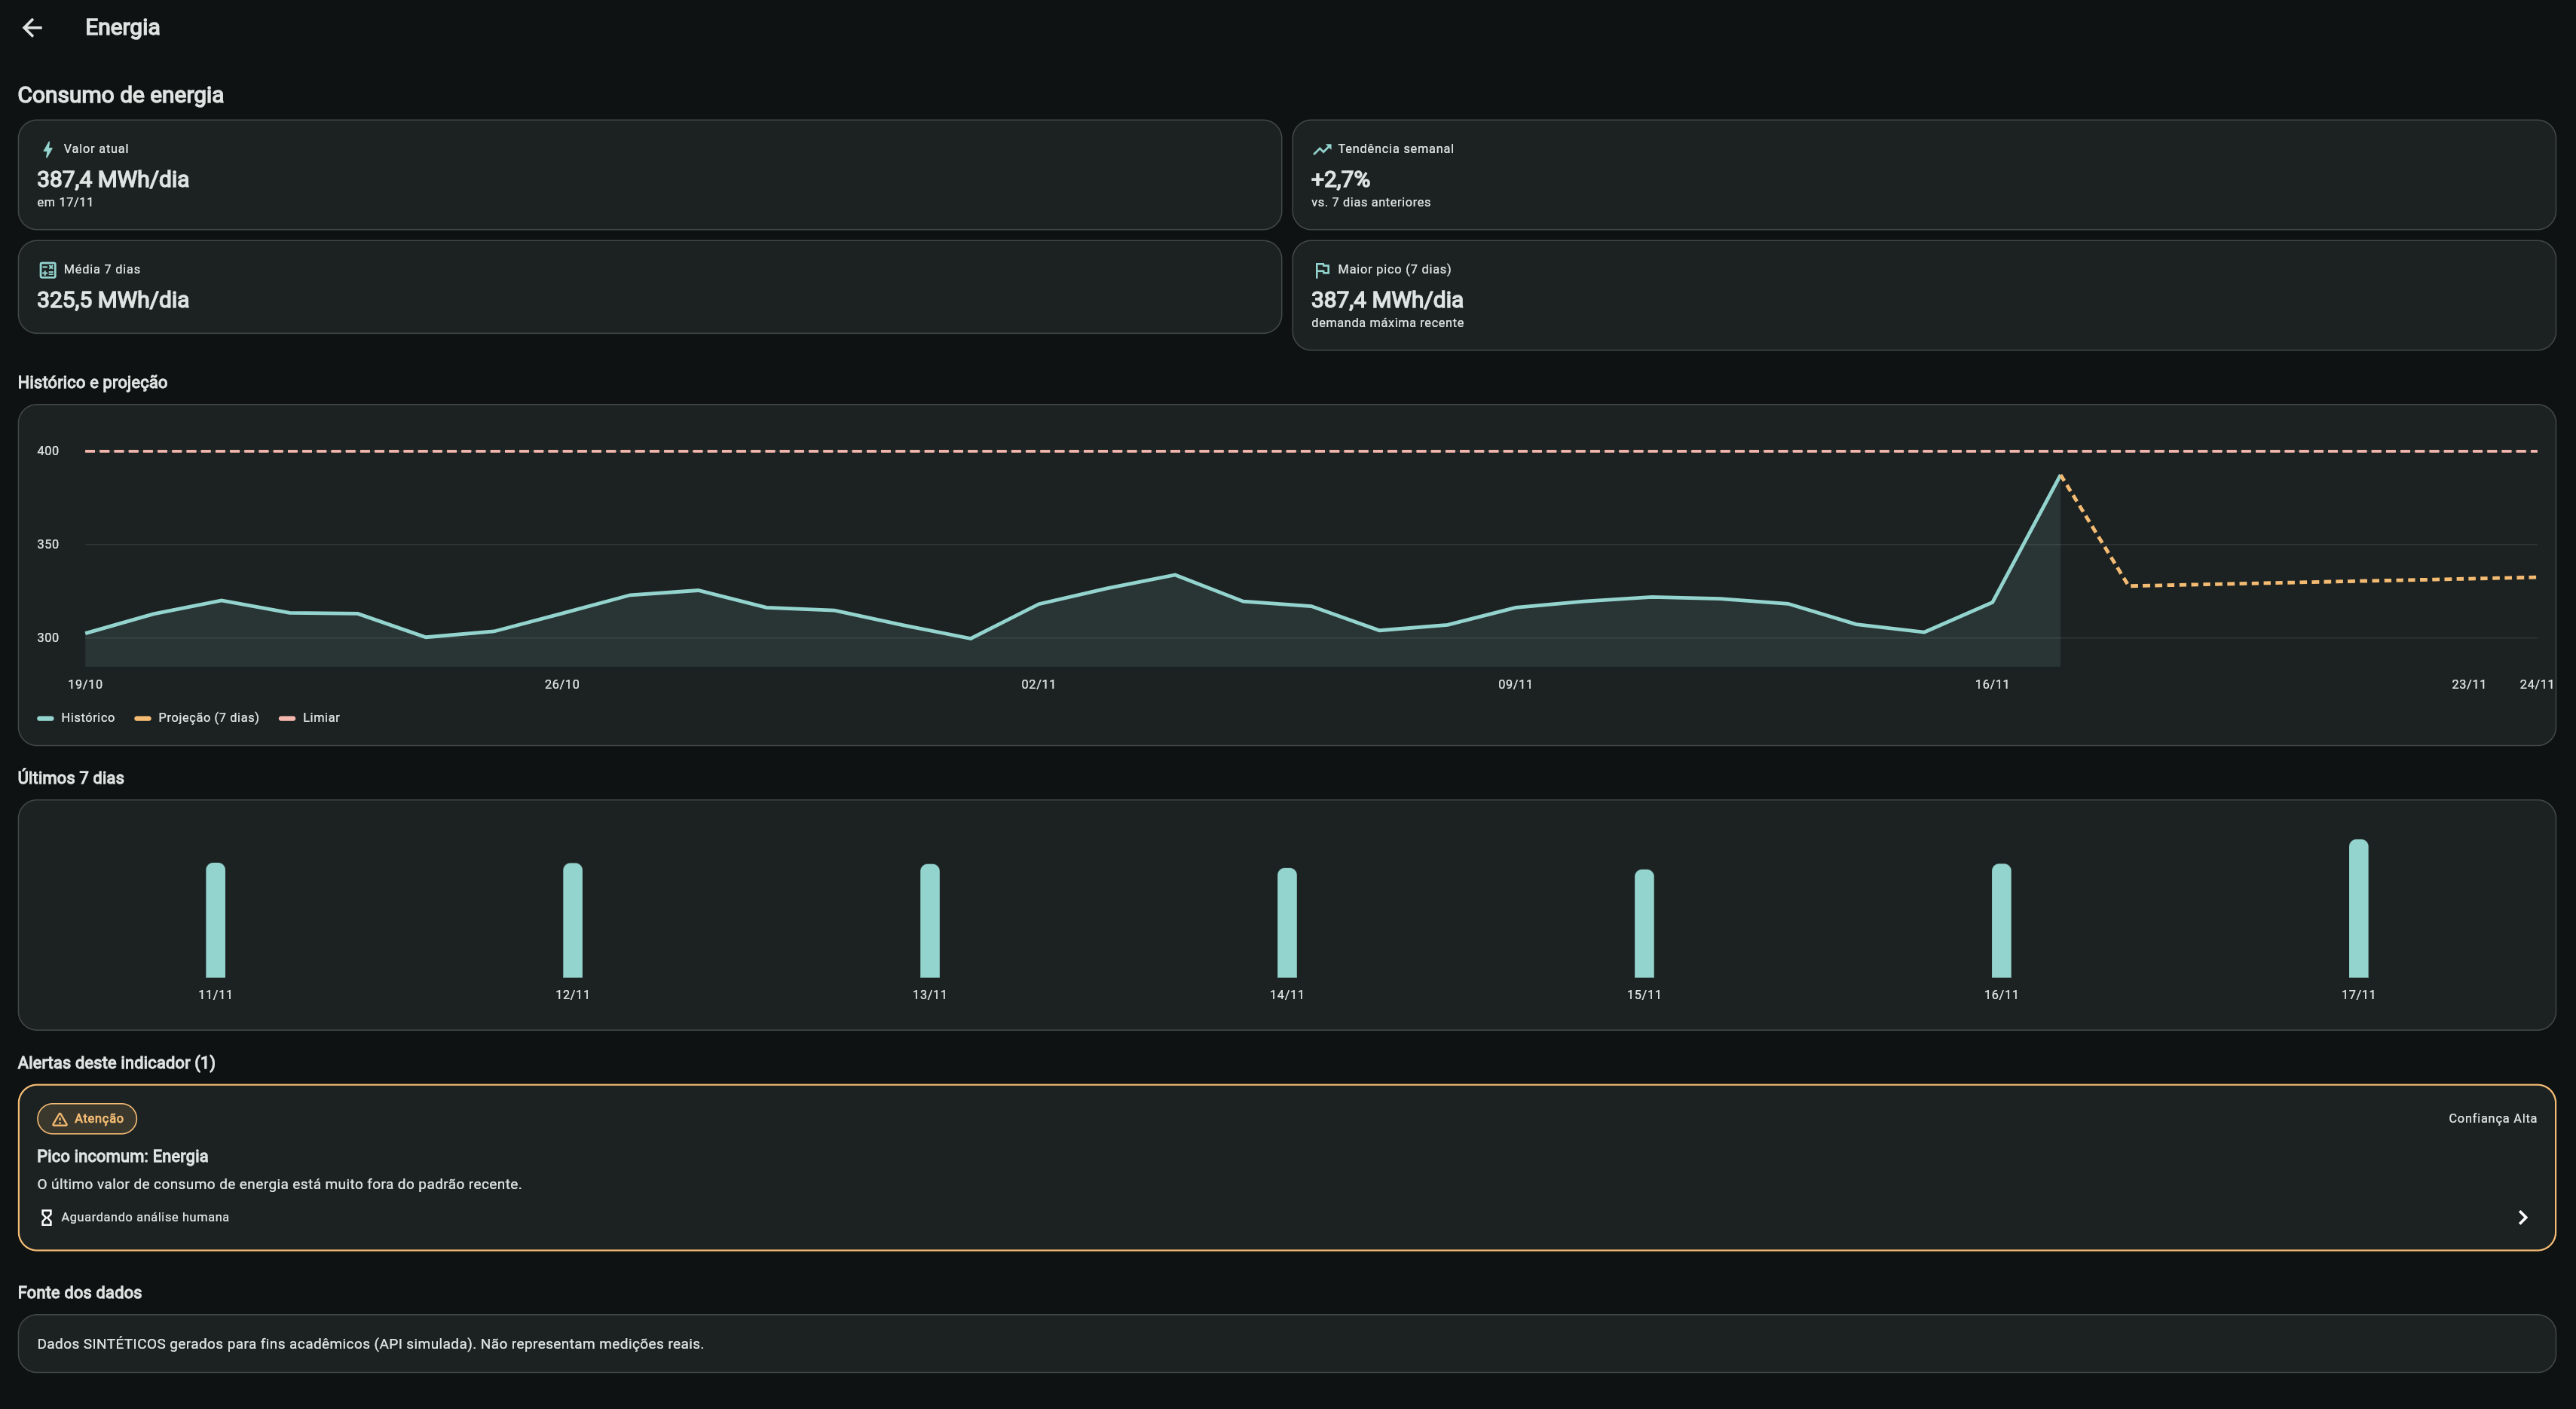 Energia
Consumo de energia
Valor atual
387,4 MWh/dia
em 17/11
Tendência semanal
+2,7%
vs. 7 dias anteriores
Média 7 dias
325,5 MWh/dia
Maior pico (7 dias)
387,4 MWh/dia
demanda máxima recente
Histórico e projeção
400
350
300
19/10 26/10 02/11 09/11 16/11 23/11 24/11
Histórico Projeção (7 dias) Limiar
Últimos 7 dias
11/11 12/11 13/11 14/11 15/11 16/11 17/11
Alertas deste indicador (1)
Atenção Confiança Alta
Pico incomum: Energia
O último valor de consumo de energia está muito fora do padrão recente.
Aguardando análise humana
Fonte dos dados
Dados SINTÉTICOS gerados para fins acadêmicos (API simulada). Não representam medições reais.